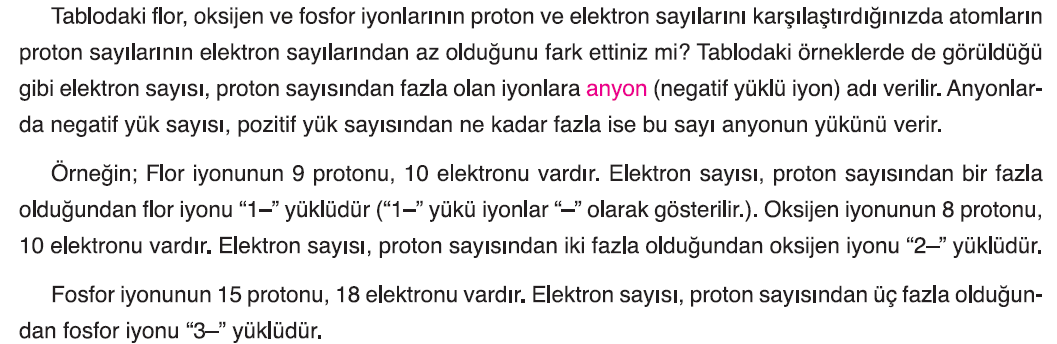 Tablodaki flor, oksijen ve fosfor iyonlarının proton ve elektron sayılarını karşılaştırdığınızda atomların
proton sayılarının elektron sayılarından az olduğunu fark ettiniz mi? Tablodaki örneklerde de görüldüğü
gibi elektron sayısı, proton sayısından fazla olan iyonlara anyon (negatif yüklü iyon) adı verilir. Anyonlar-
da negatif yük sayısı, pozitif yük sayısından ne kadar fazla ise bu sayı anyonun yükünü verir.
Örneğin; Flor iyonunun 9 protonu, 10 elektronu vardır. Elektron sayısı, proton sayısından bir fazla
olduğundan flor iyonu “1–” yüklüdür (“1–” yükü iyonlar “–” olarak gösterilir.). Oksijen iyonunun 8 protonu,
10 elektronu vardır. Elektron sayısı, proton sayısından iki fazla olduğundan oksijen iyonu “2–” yüklüdür.
Fosfor iyonunun 15 protonu, 18 elektronu vardır. Elektron sayısı, proton sayısından üç fazla olduğun-
dan fosfor iyonu “3–” yüklüdür.